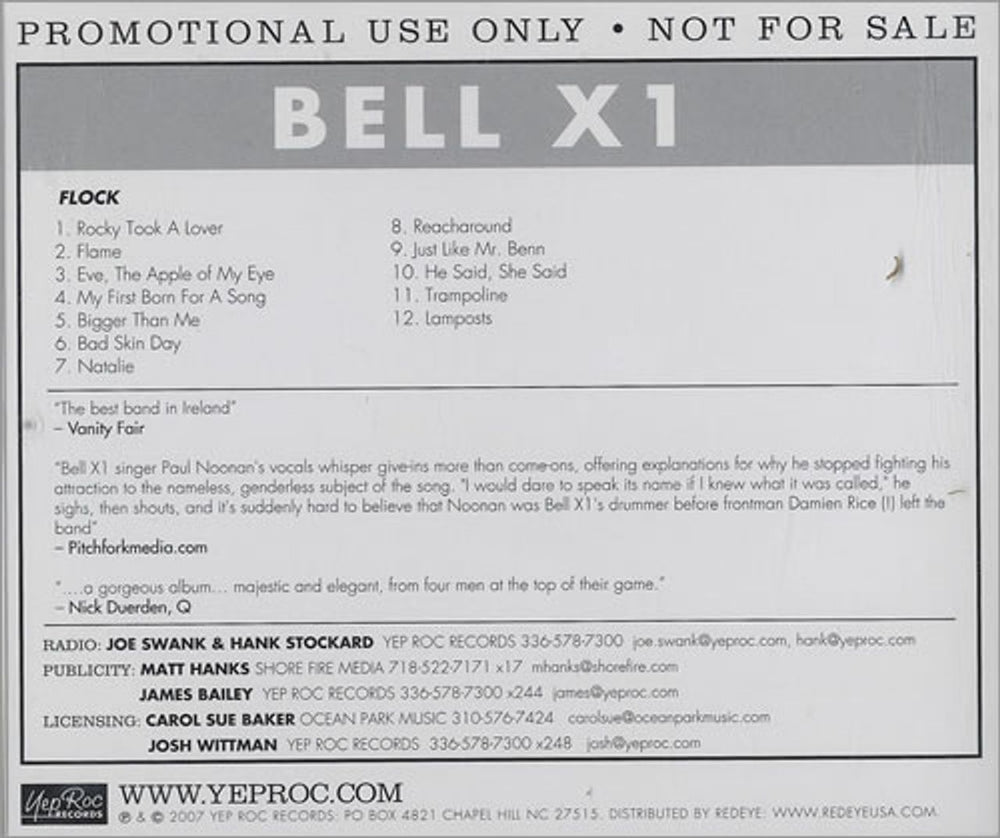 PROMOTIONAL USE ONLY • NOT FOR SALE
BELL X1
FLOCK
1. Rocky Took A Lover
2. Flame
3. Eve, The Apple of My Eye
4. My First Born For A Song
5. Bigger Than Me
6. Bad Skin Day
7. Natalie
8. Reacharound
9. Just Like Mr. Benn
10. He Said, She Said
11. Trampoline
12. Lamposts
"The best band in Ireland"
– Vanity Fair
"Bell X1 singer Paul Noonan's vocals whisper give-ins more than come-ons, offering explanations for why he stopped fighting his
attraction to the nameless, genderless subject of the song. "I would dare to speak its name if I knew what it was called," he
sighs, then shouts, and it's suddenly hard to believe that Noonan was Bell X1's drummer before frontman Damien Rice (!) left the
band"
– Pitchforkmedia.com
"....a gorgeous album... majestic and elegant, from four men at the top of their game."
– Nick Duerden, Q
RADIO: JOE SWANK & HANK STOCKARD YEP ROC RECORDS 336-578-7300 joe.swank@yeproc.com, hank@yeproc.com
PUBLICITY: MATT HANKS SHORE FIRE MEDIA 718-522-7171 x17 mhanks@shorefire.com
JAMES BAILEY YEP ROC RECORDS 336-578-7300 x244 james@yeproc.com
LICENSING: CAROL SUE BAKER OCEAN PARK MUSIC 310-576-7424 carolsue@oceanparkmusic.com
JOSH WITTMAN YEP ROC RECORDS 336-578-7300 x248 josh@yeproc.com
Yep Roc
RECORDS
WWW.YEPROC.COM
℗ & © 2007 YEP ROC RECORDS: PO BOX 4821 CHAPEL HILL NC 27515. DISTRIBUTED BY REDEYE: WWW.REDEYEUSA.COM.